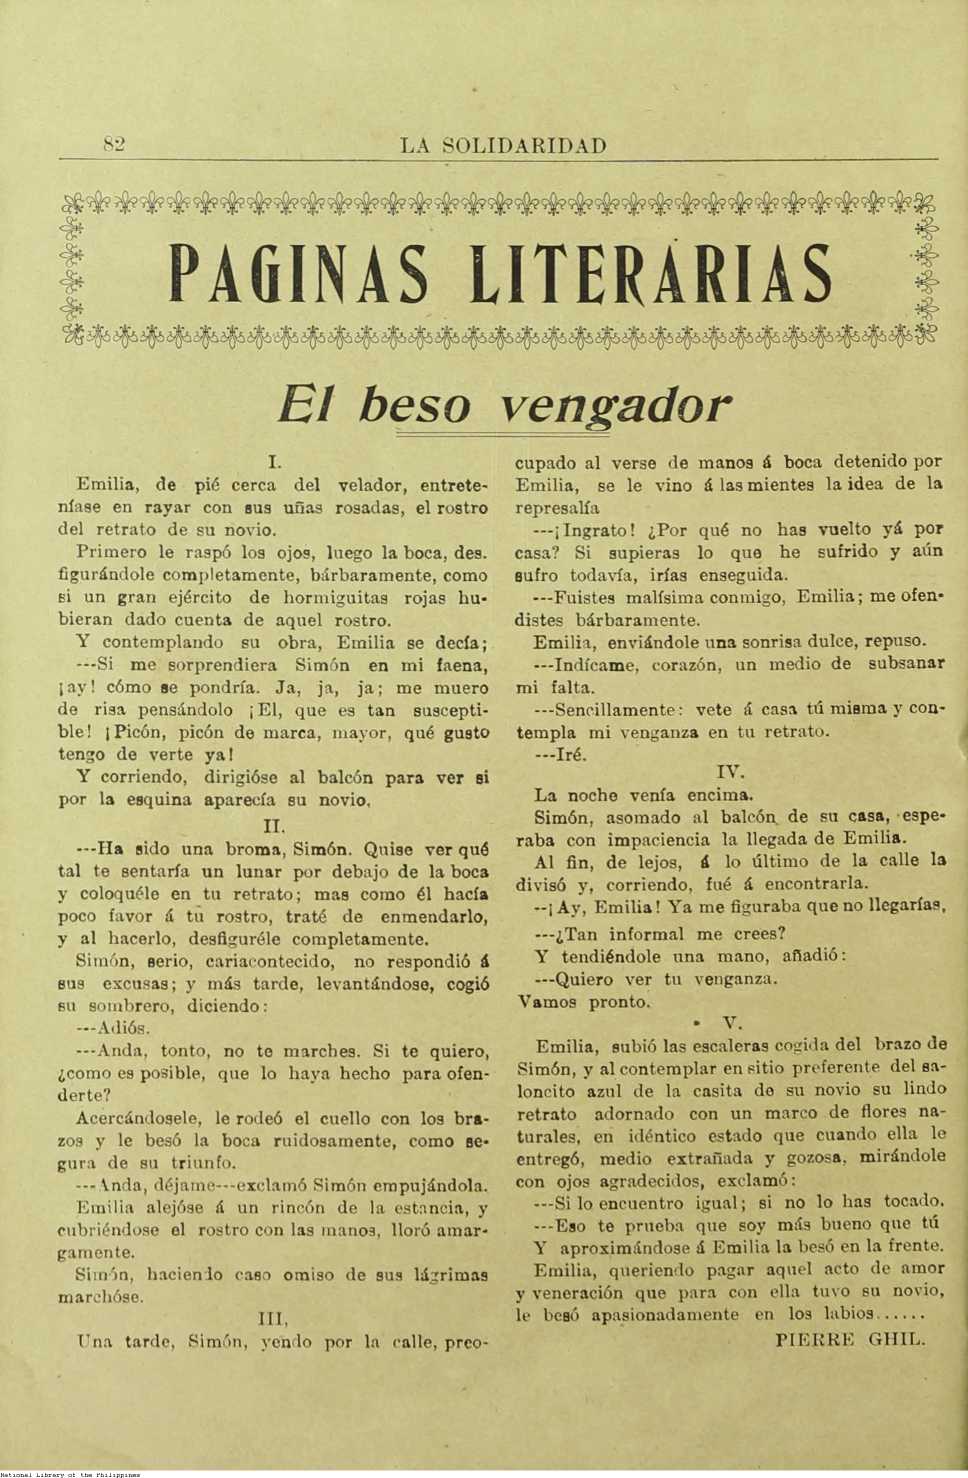 82
LA SOLIDARIDAD
PAGINAS LITERARIAS
El beso vengador
I.
Emilia, de pié cerca del velador, entrete-
níase en rayar con sus uñas rosadas, el rostro
del retrato de su novio.
Primero le raspó los ojos, luego la boca, des.
figurándole completamente, bárbaramente, como
si un gran ejército de hormiguitas rojas hu-
bieran dado cuenta de aquel rostro.
Y contemplando su obra, Emilia se decía;
---Si me sorprendiera Simón en mi faena,
¡ay! cómo se pondría. Ja, ja, ja; me muero
de risa pensándolo ¡El, que es tan suscepti-
ble! ¡Picón, picón de marca, mayor, qué gusto
tengo de verte ya!
Y corriendo, dirigióse al balcón para ver si
por la esquina aparecía su novio.
II.
---Ha sido una broma, Simón. Quise ver qué
tal te sentaría un lunar por debajo de la boca
y coloquéle en tu retrato; mas como él hacía
poco favor á tu rostro, traté de enmendarlo,
y al hacerlo, desfiguréle completamente.
Simón, serio, cariacontecido, no respondió á
sus excusas; y más tarde, levantándose, cogió
su sombrero, diciendo:
---Adiós.
---Anda, tonto, no te marches. Si te quiero,
¿como es posible, que lo haya hecho para ofen-
derte?
Acercándosele, le rodeó el cuello con los bra-
zos y le besó la boca ruidosamente, como se-
gura de su triunfo.
---Anda, déjame---exclamó Simón empujándola.
Emilia alejóse á un rincón de la estancia, y
cubriéndose el rostro con las manos, lloró amar-
gamente.
Simón, haciendo caso omiso de sus lágrimas
marchóse.
III,
Una tarde, Simón, yendo por la calle, preo-
cupado al verse de manos á boca detenido por
Emilia, se le vino á las mientes la idea de la
represalía
---¡Ingrato! ¿Por qué no has vuelto yá por
casa? Si supieras lo que he sufrido y aún
sufro todavía, irías enseguida.
---Fuistes malísima conmigo, Emilia; me ofen-
distes bárbaramente.
Emilia, enviándole una sonrisa dulce, repuso.
---Indícame, corazón, un medio de subsanar
mi falta.
---Sencillamente: vete á casa tú misma y con-
templa mi venganza en tu retrato.
---Iré.
IV.
La noche venía encima.
Simón, asomado al balcón de su casa, espe-
raba con impaciencia la llegada de Emilia.
Al fin, de lejos, á lo último de la calle la
divisó y, corriendo, fué á encontrarla.
--¡Ay, Emilia! Ya me figuraba que no llegarías,
---¿Tan informal me crees?
Y tendiéndole una mano, añadió:
---Quiero ver tu venganza.
Vamos pronto.
V.
Emilia, subió las escaleras cogida del brazo de
Simón, y al contemplar en sitio preferente del sa-
loncito azul de la casita de su novio su lindo
retrato adornado con un marco de flores na-
turales, en idéntico estado que cuando ella le
entregó, medio extrañada y gozosa, mirándole
con ojos agradecidos, exclamó:
---Si lo encuentro igual; si no lo has tocado.
---Eso te prueba que soy más bueno que tú
Y aproximándose á Emilia la besó en la frente.
Emilia, queriendo pagar aquel acto de amor
y veneración que para con ella tuvo su novio,
le besó apasionadamente en los labios......
PIERRE GHIL.
National Library of the Philippines